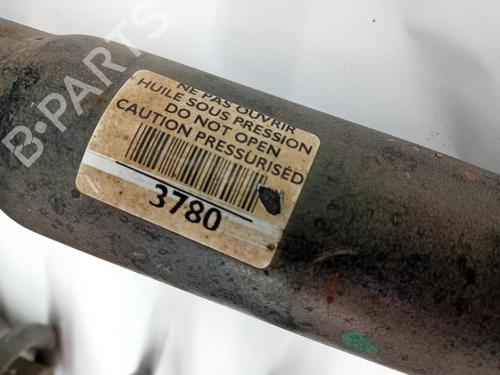 NE PAS OUVRIR
HUILE SOUS PRESSION
DO NOT OPEN
CAUTION PRESSURISED
3780
B-PARTS